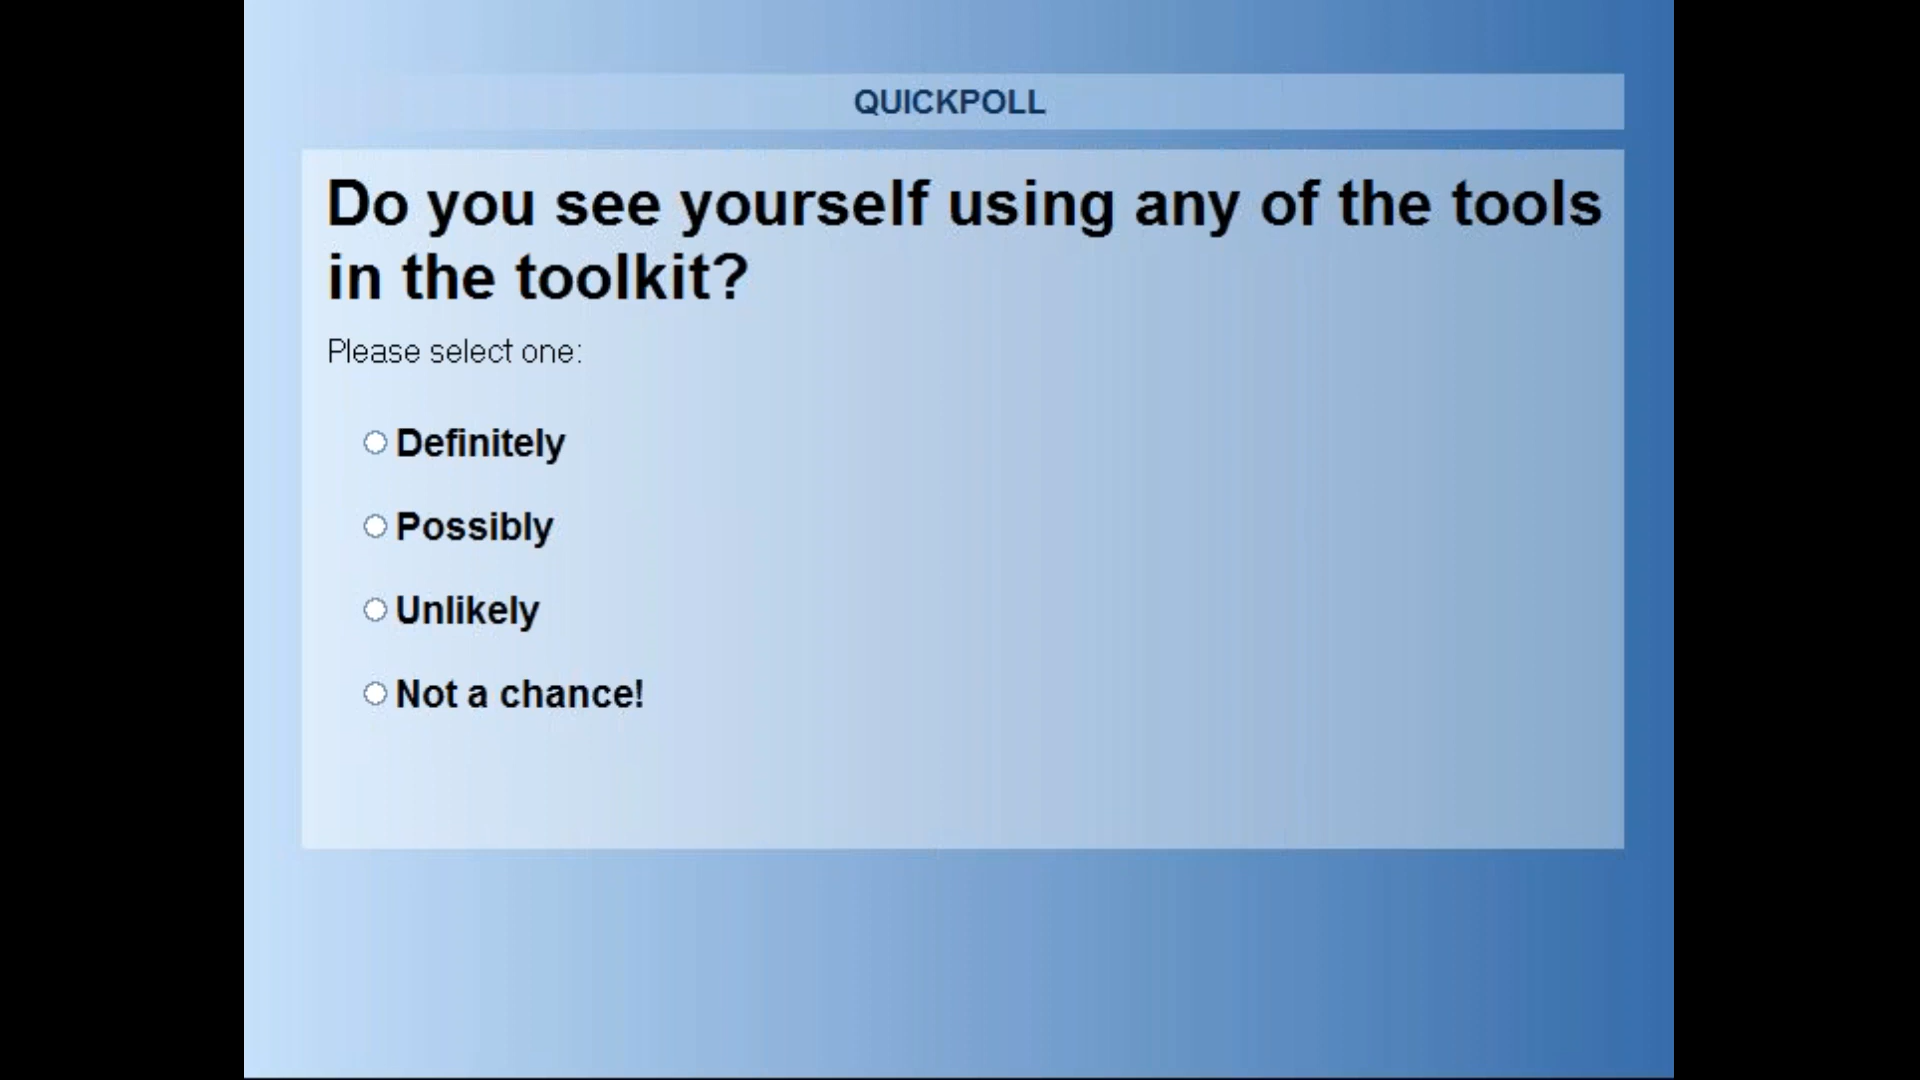 QUICKPOLL
Do you see yourself using any of the tools
in the toolkit?
Please select one:
Definitely
Possibly
Unlikely
Not a chance!